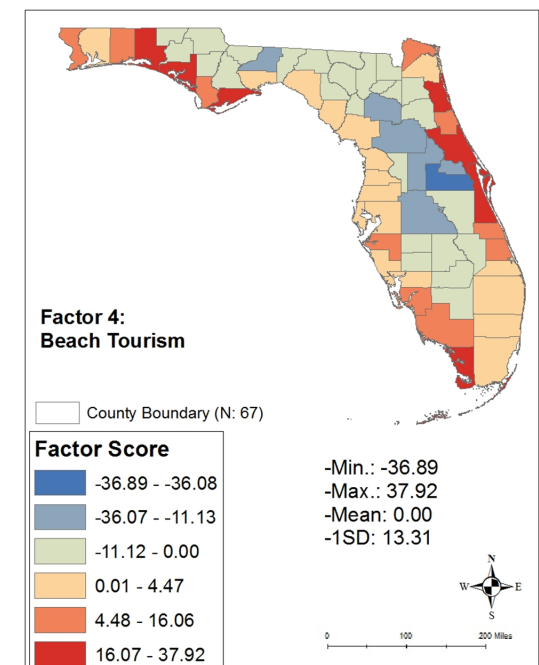 Factor 4:
Beach Tourism
County Boundary (N: 67)
Factor Score
-36.89 - -36.08
-36.07 - -11.13
-11.12 - 0.00
0.01 - 4.47
4.48 - 16.06
16.07 - 37.92
-Min.: -36.89
-Max.: 37.92
-Mean: 0.00
-1SD: 13.31
N
W E
S
0 100 200 Miles